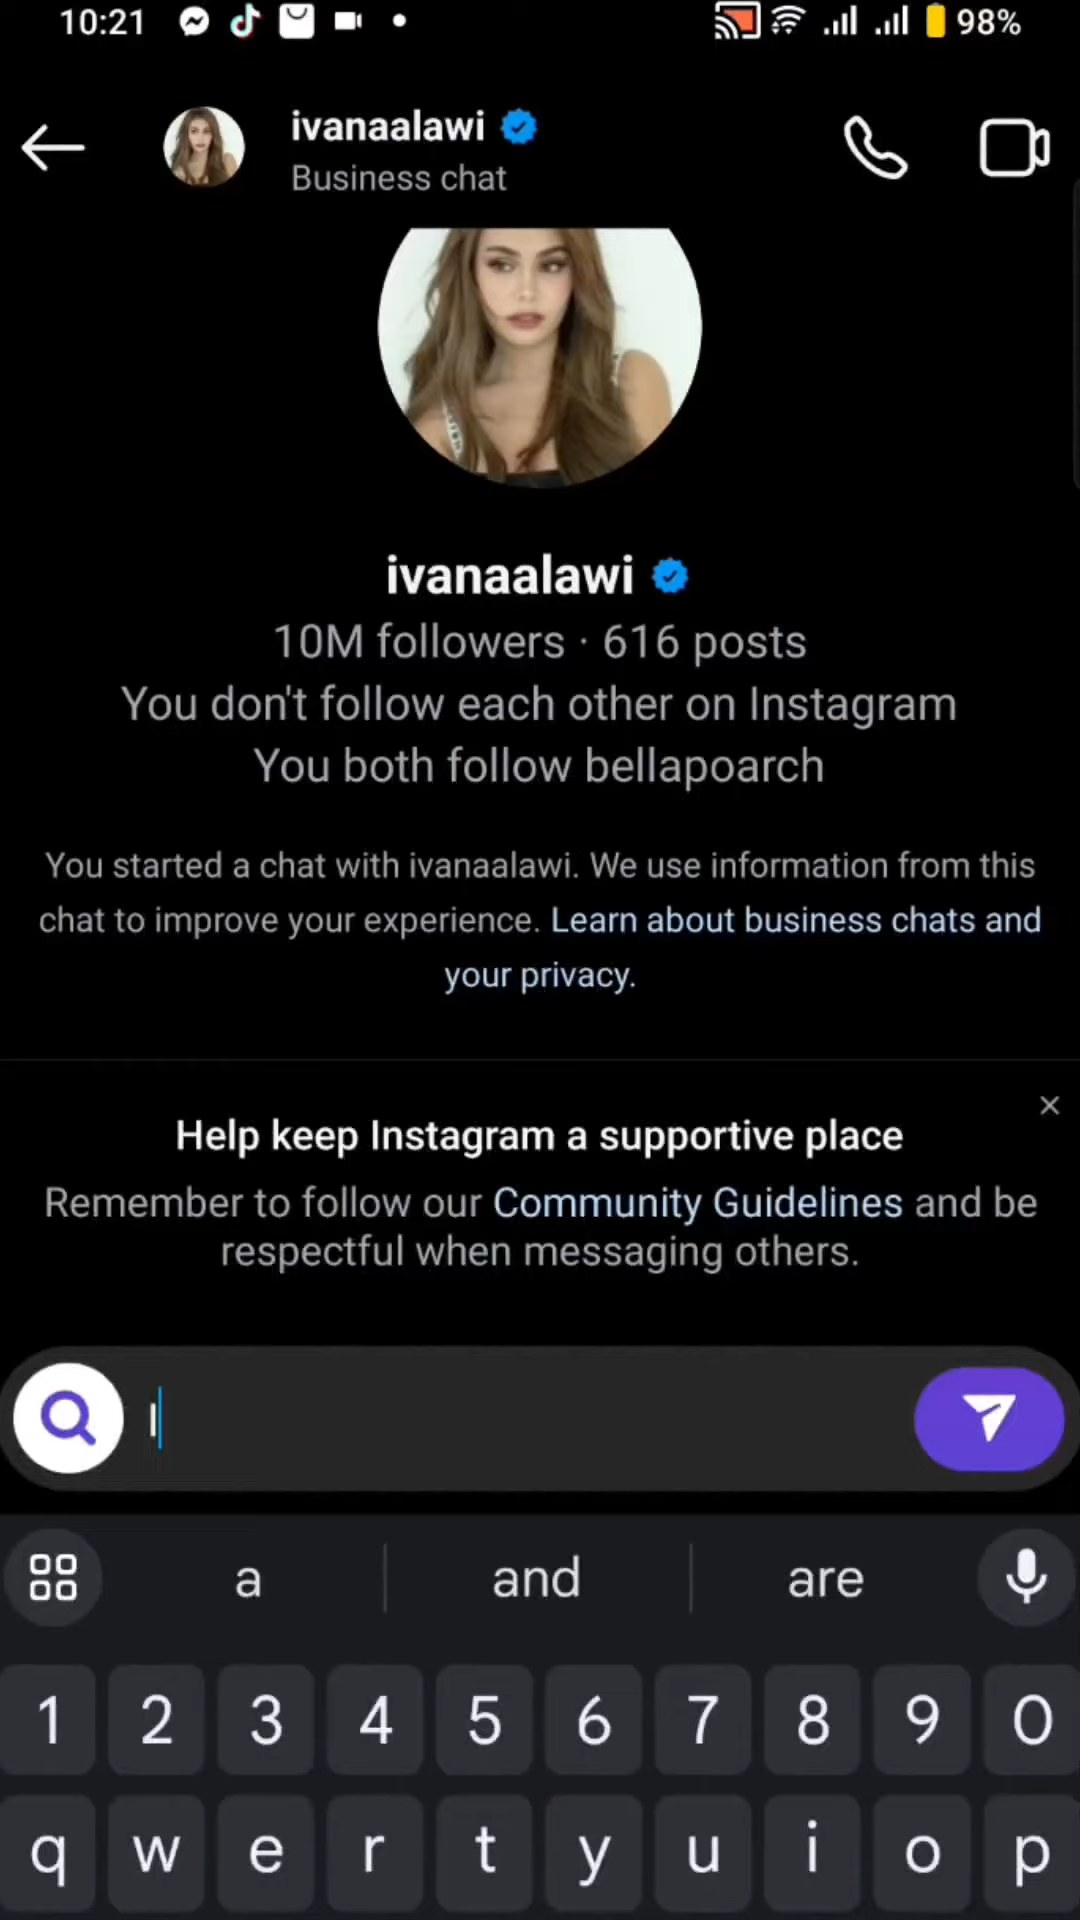 10:21
98%
ivanaalawi
Business chat
ivanaalawi
10M followers · 616 posts
You don't follow each other on Instagram
You both follow bellapoarch
You started a chat with ivanaalawi. We use information from this
chat to improve your experience. Learn about business chats and
your privacy.
Help keep Instagram a supportive place
Remember to follow our Community Guidelines and be
respectful when messaging others.
I
a and are
1 2 3 4 5 6 7 8 9 0
q w e r t y u i o p